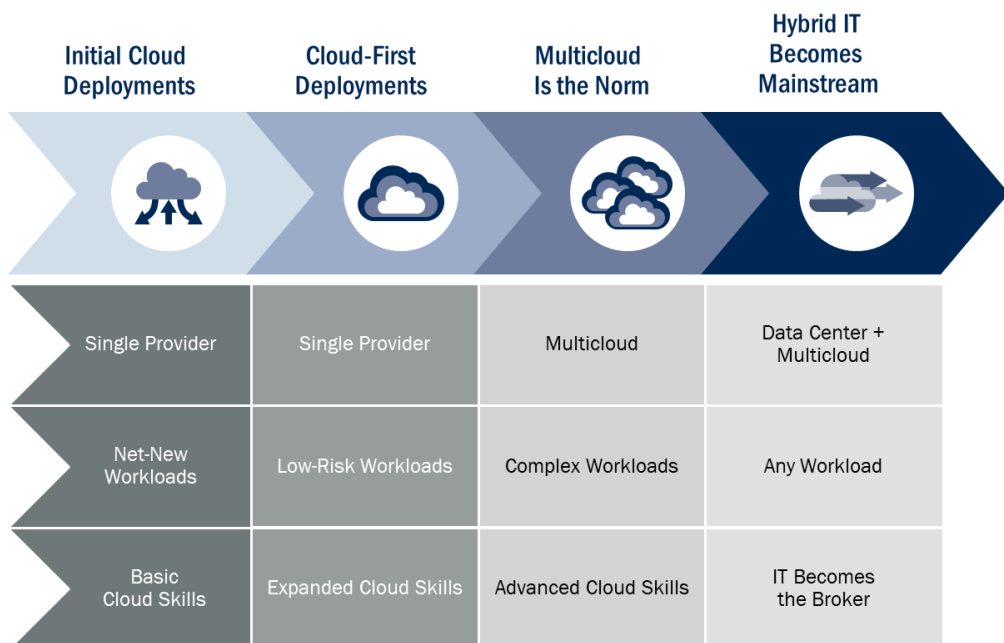 Initial Cloud
Deployments
Cloud-First
Deployments
Multicloud
Is the Norm
Hybrid IT
Becomes
Mainstream
Single Provider
Single Provider
Multicloud
Data Center +
Multicloud
Net-New
Workloads
Low-Risk Workloads
Complex Workloads
Any Workload
Basic
Cloud Skills
Expanded Cloud Skills
Advanced Cloud Skills
IT Becomes
the Broker